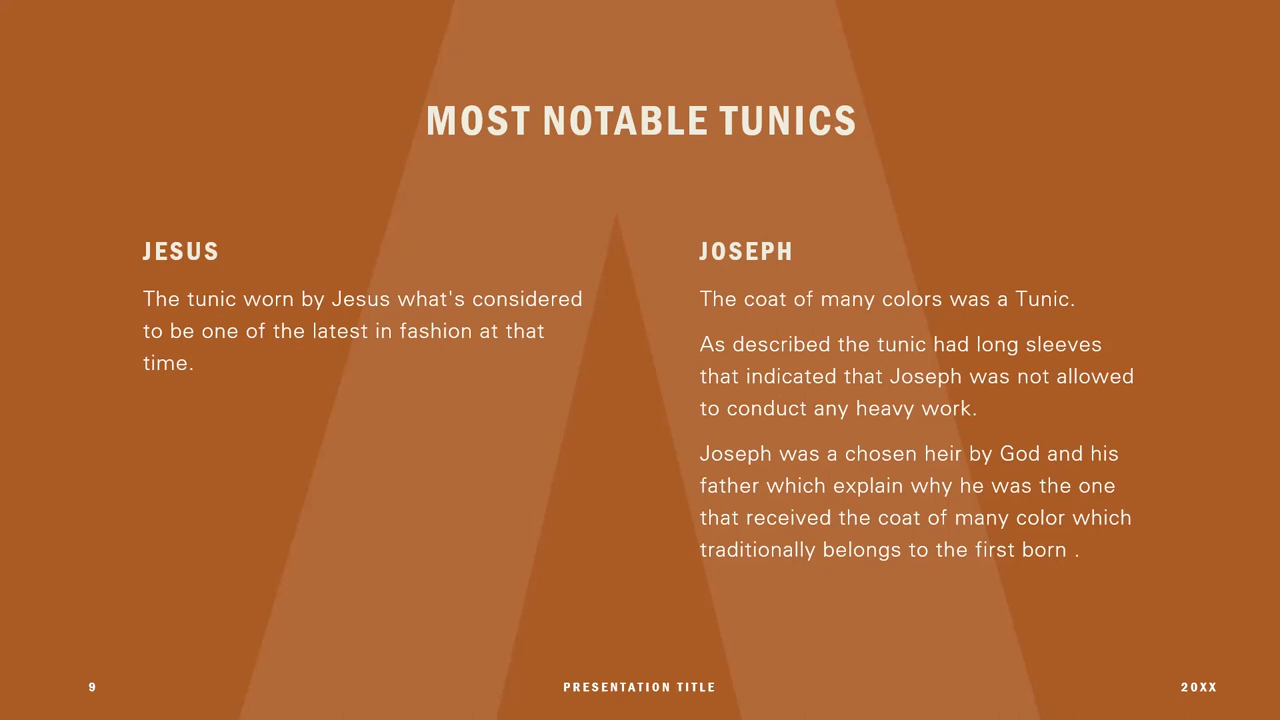 MOST NOTABLE TUNICS
JESUS
The tunic worn by Jesus what's considered
to be one of the latest in fashion at that
time.
JOSEPH
The coat of many colors was a Tunic.
As described the tunic had long sleeves
that indicated that Joseph was not allowed
to conduct any heavy work.
Joseph was a chosen heir by God and his
father which explain why he was the one
that received the coat of many color which
traditionally belongs to the first born .
9
PRESENTATION TITLE
20XX